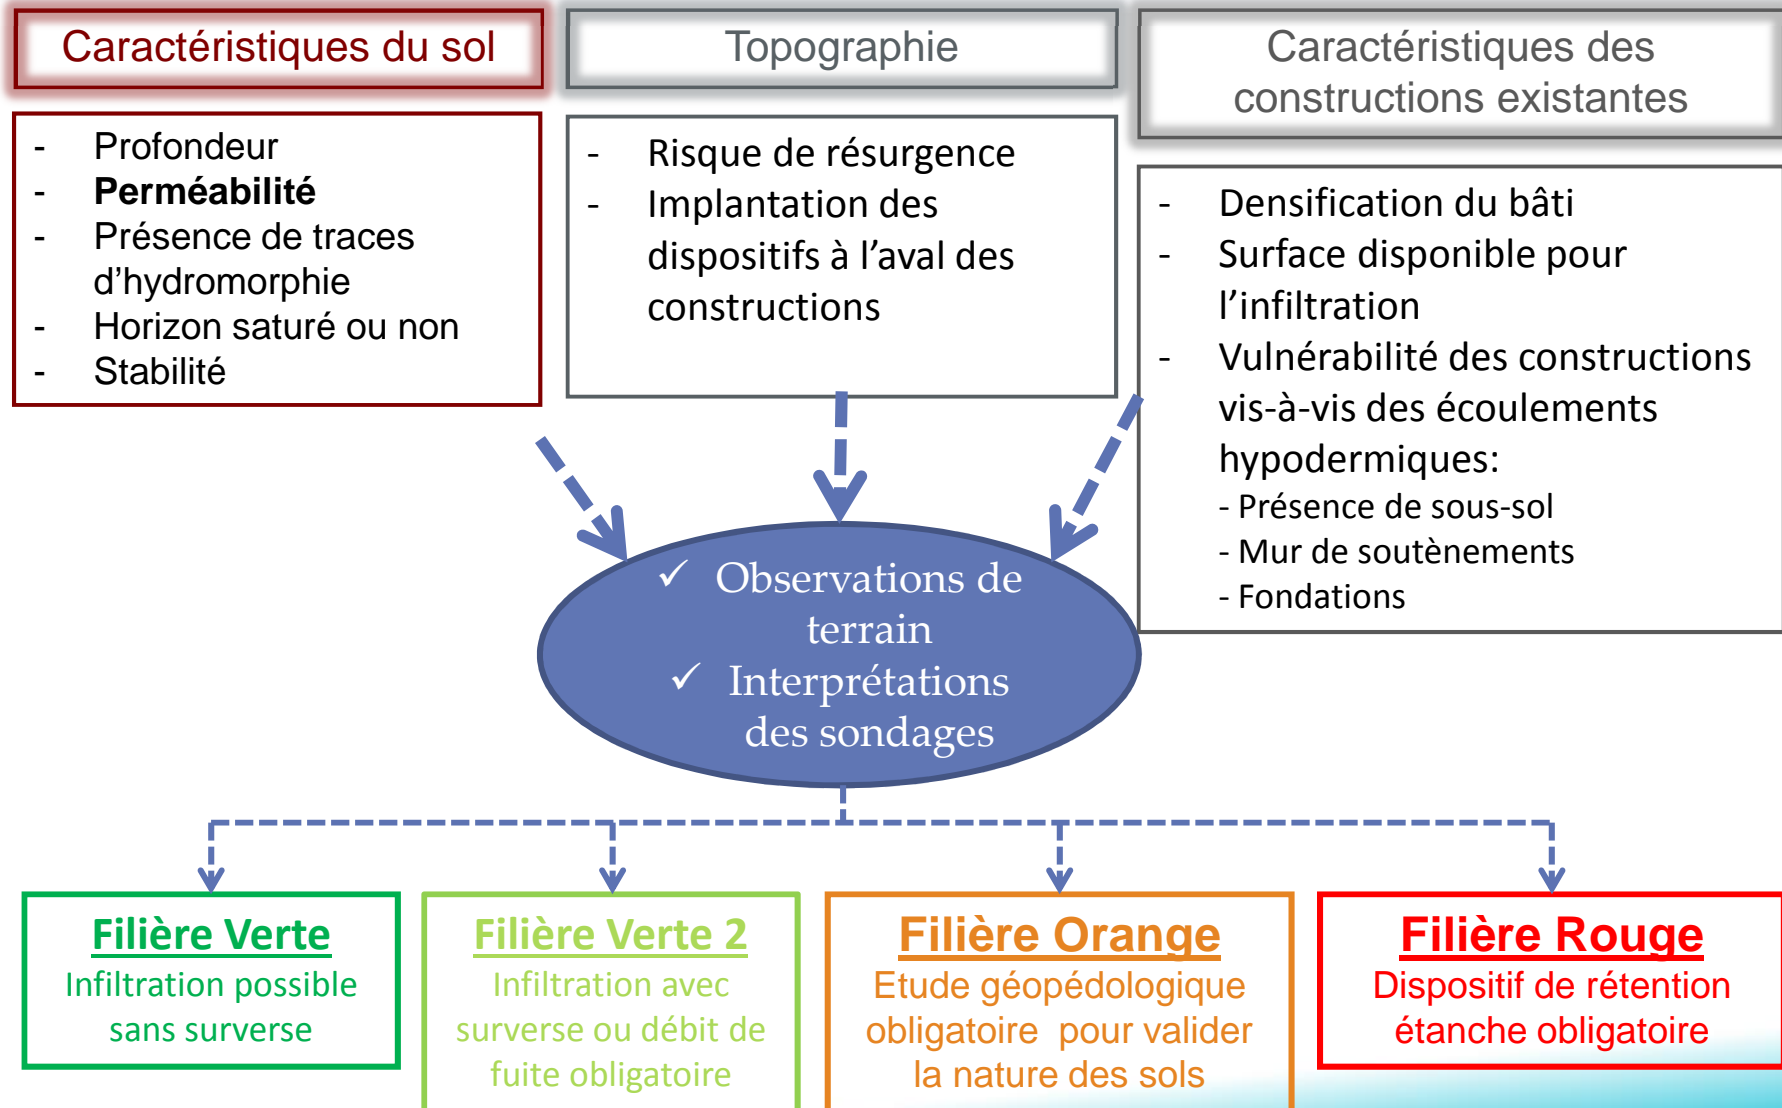 Caractéristiques du sol
- Profondeur
- Perméabilité
- Présence de traces
d'hydromorphie
- Horizon saturé ou non
- Stabilité
Topographie
- Risque de résurgence
- Implantation des
dispositifs à l'aval des
constructions
Caractéristiques des
constructions existantes
- Densification du bâti
- Surface disponible pour
l'infiltration
- Vulnérabilité des constructions
vis-à-vis des écoulements
hypodermiques:
- Présence de sous-sol
- Mur de soutènements
- Fondations
✓ Observations de
terrain
✓ Interprétations
des sondages
Filière Verte
Infiltration possible
sans surverse
Filière Verte 2
Infiltration avec
surverse ou débit de
fuite obligatoire
Filière Orange
Etude géopédologique
obligatoire pour valider
la nature des sols
Filière Rouge
Dispositif de rétention
étanche obligatoire